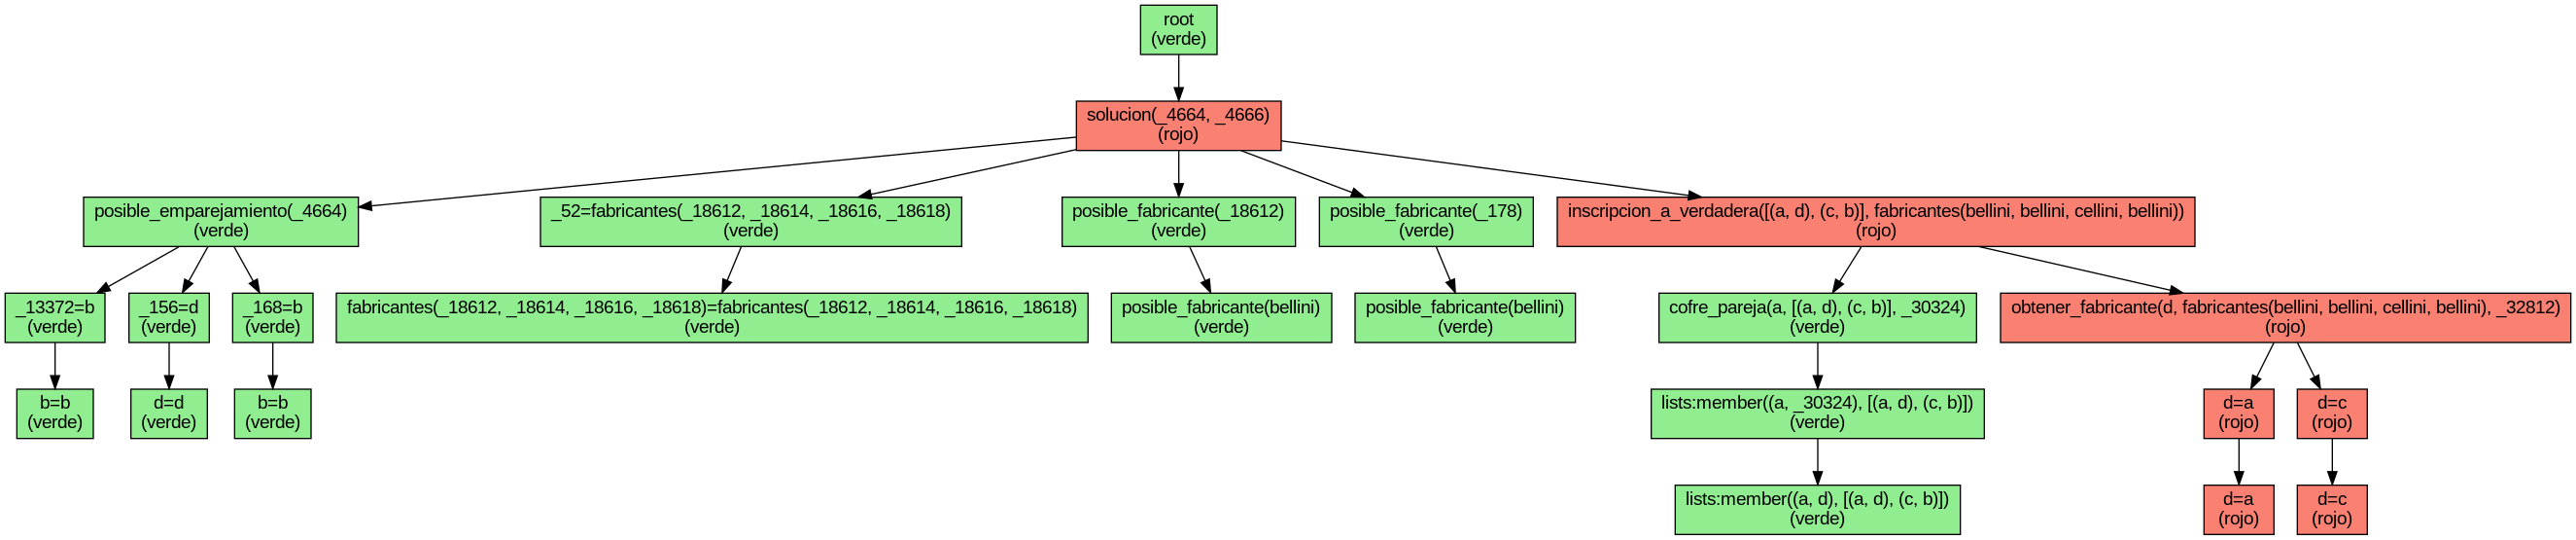 root
(verde)
solucion(_4664, _4666)
(rojo)
posible_emparejamiento(_4664)
(verde)
_52=fabricantes(_18612, _18614, _18616, _18618)
(verde)
posible_fabricante(_18612)
(verde)
posible_fabricante(_178)
(verde)
inscripcion_a_verdadera([(a, d), (c, b)], fabricantes(bellini, bellini, cellini, bellini))
(rojo)
_13372=b
(verde)
_156=d
(verde)
_168=b
(verde)
fabricantes(_18612, _18614, _18616, _18618)=fabricantes(_18612, _18614, _18616, _18618)
(verde)
posible_fabricante(bellini)
(verde)
posible_fabricante(bellini)
(verde)
cofre_pareja(a, [(a, d), (c, b)], _30324)
(verde)
obtener_fabricante(d, fabricantes(bellini, bellini, cellini, bellini), _32812)
(rojo)
b=b
(verde)
d=d
(verde)
b=b
(verde)
lists:member((a, _30324), [(a, d), (c, b)])
(verde)
d=a
(rojo)
d=c
(rojo)
lists:member((a, d), [(a, d), (c, b)])
(verde)
d=a
(rojo)
d=c
(rojo)